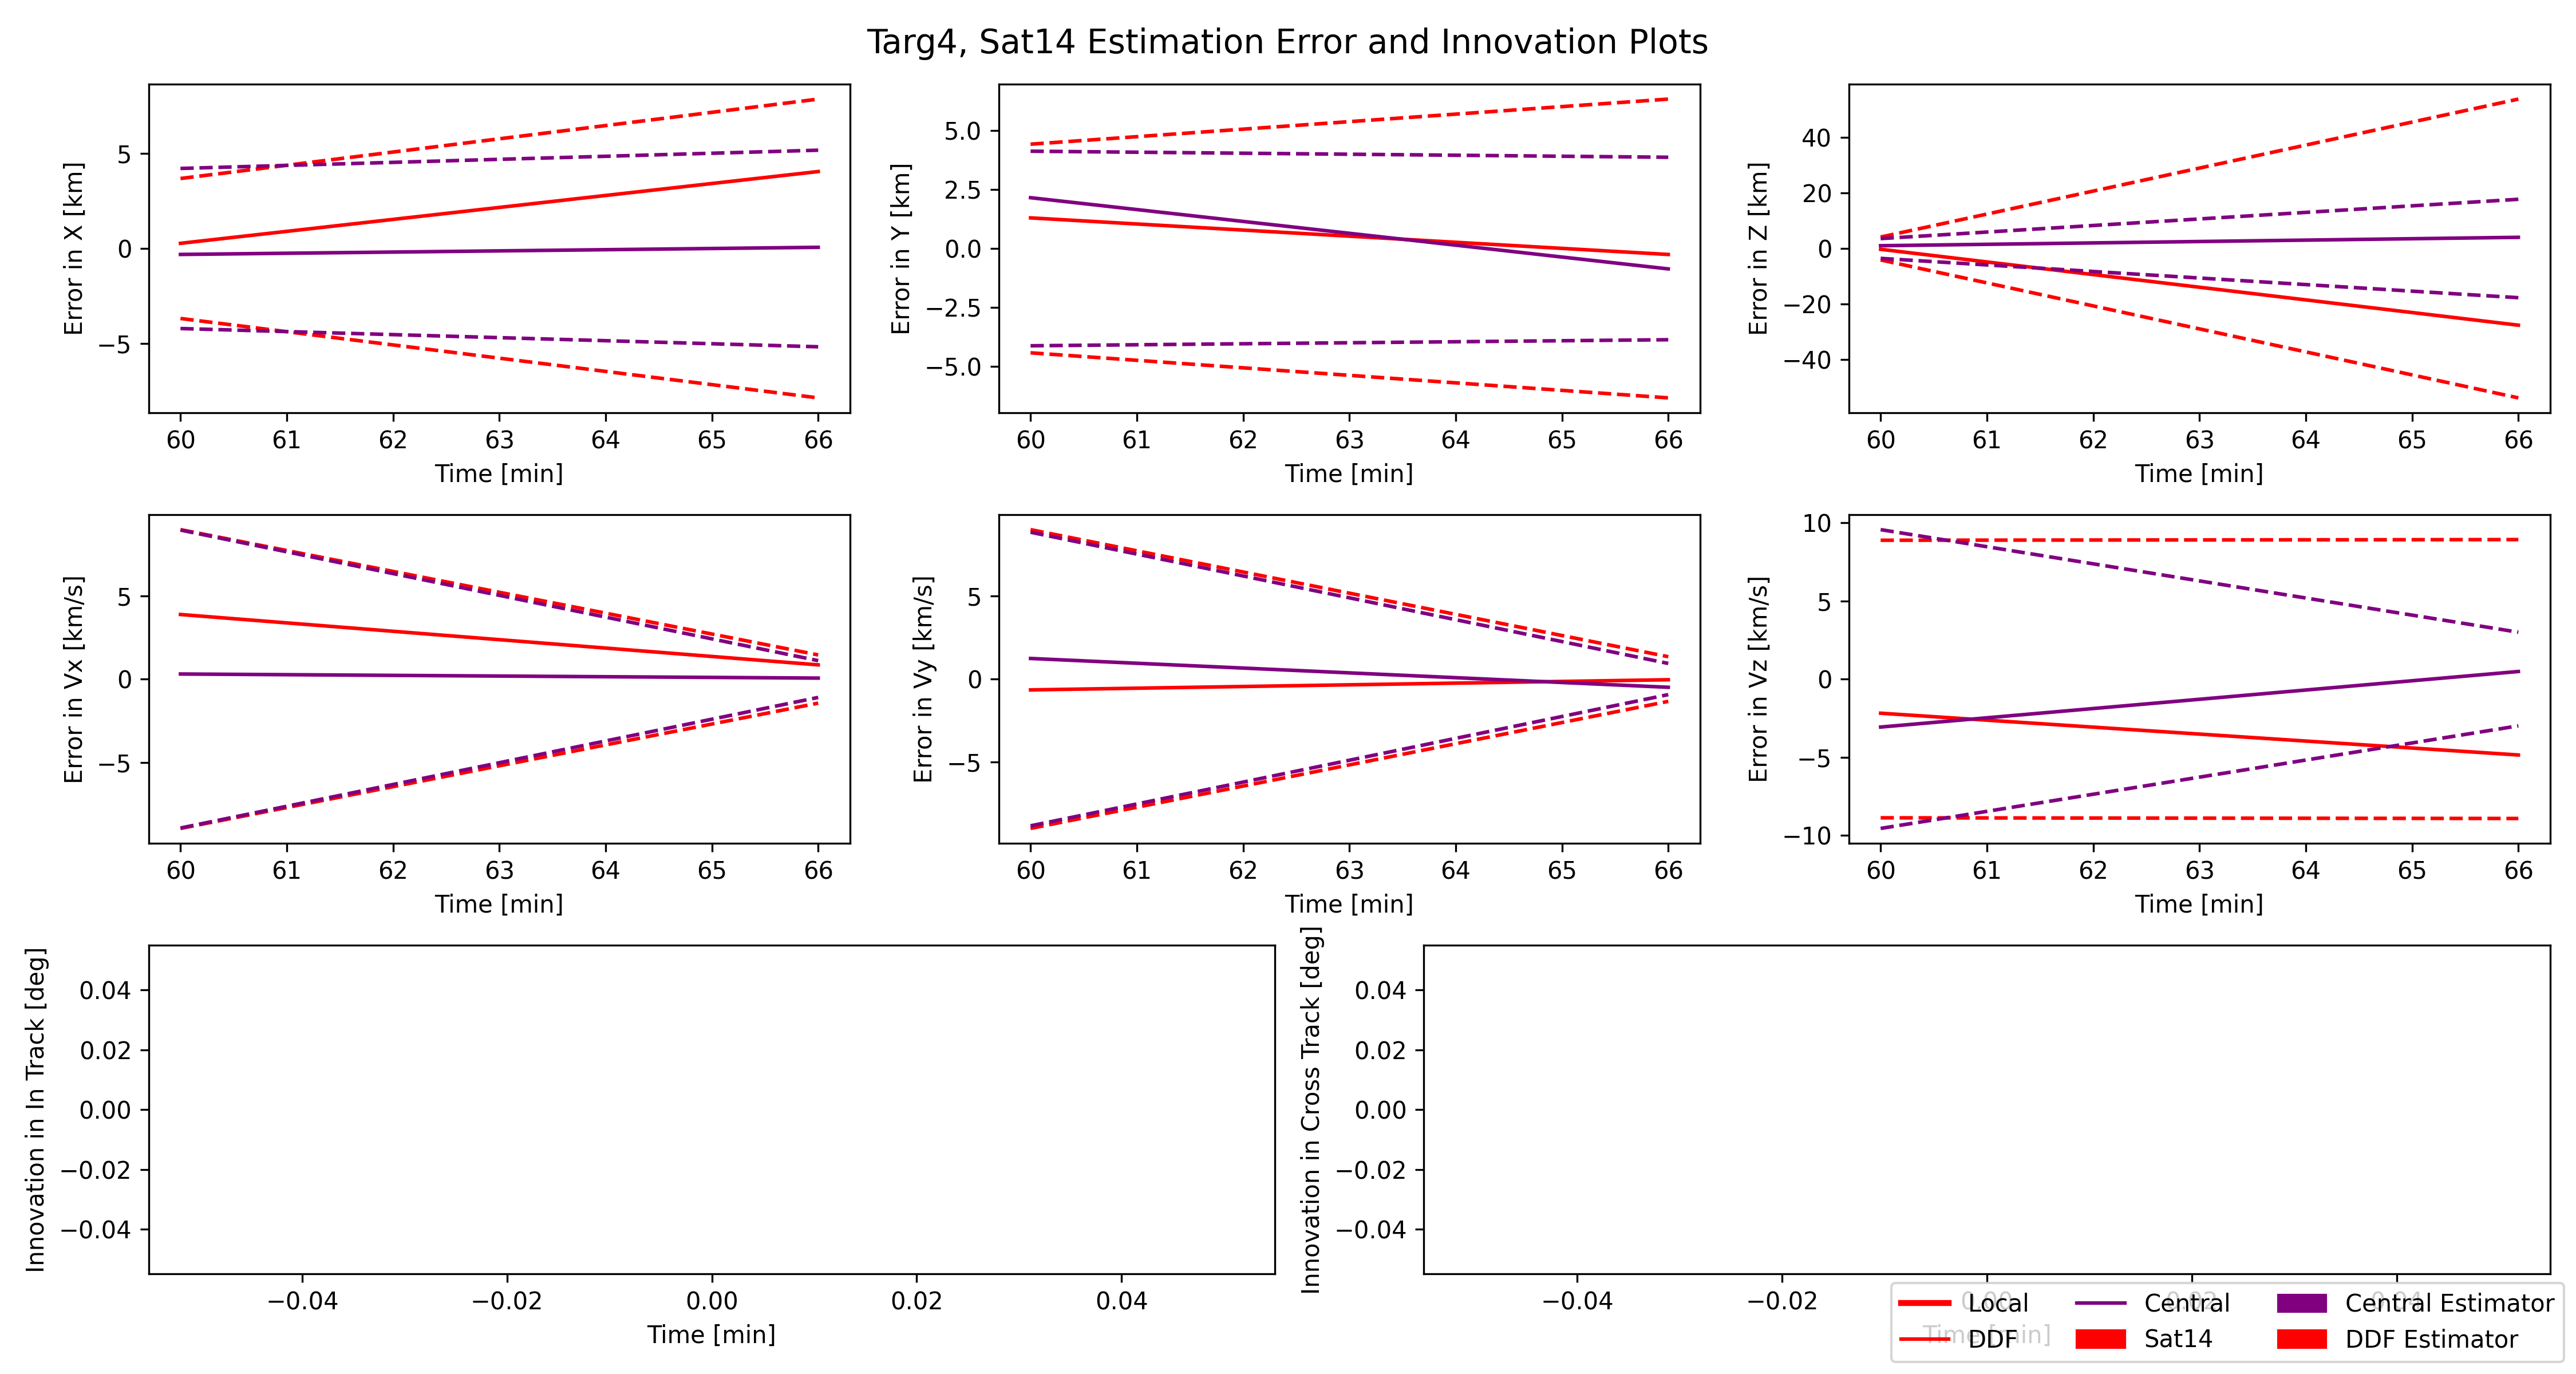 Targ4, Sat14 Estimation Error and Innovation Plots
Error in X [km]
5
0
−5
60 61 62 63 64 65 66
Time [min]
Error in Y [km]
5.0
2.5
0.0
−2.5
−5.0
60 61 62 63 64 65 66
Time [min]
Error in Z [km]
40
20
0
−20
−40
60 61 62 63 64 65 66
Time [min]
Error in Vx [km/s]
5
0
−5
60 61 62 63 64 65 66
Time [min]
Error in Vy [km/s]
5
0
−5
60 61 62 63 64 65 66
Time [min]
Error in Vz [km/s]
10
5
0
−5
−10
60 61 62 63 64 65 66
Time [min]
Innovation in In Track [deg]
0.04
0.02
0.00
−0.02
−0.04
−0.04 −0.02 0.00 0.02 0.04
Time [min]
Innovation in Cross Track [deg]
0.04
0.02
0.00
−0.02
−0.04
−0.04 −0.02 0.00 0.02 0.04
Time [min]
Local Central Central Estimator
DDF Sat14 DDF Estimator